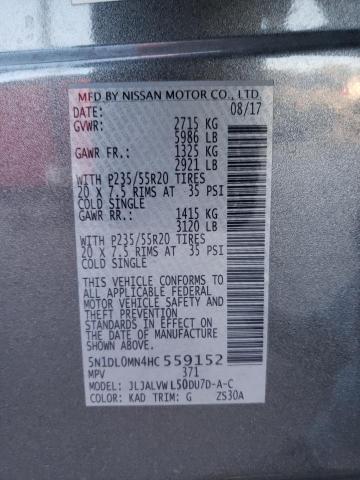 MFD BY NISSAN MOTOR CO., LTD.
DATE: 08/17
GVWR: 2715 KG
5986 LB
GAWR FR.: 1325 KG
2921 LB
WITH P235/55R20 TIRES
20 x 7.5 RIMS AT 35 PSI
COLD SINGLE
GAWR RR.: 1415 KG
3120 LB
WITH P235/55R20 TIRES
20 x 7.5 RIMS AT 35 PSI
COLD SINGLE
THIS VEHICLE CONFORMS TO
ALL APPLICABLE FEDERAL
MOTOR VEHICLE SAFETY
AND THEFT PREVENTION
STANDARDS IN EFFECT ON
THE DATE OF MANUFACTURE
SHOWN ABOVE.
5N1DL0MN4HC 559152
MPV 371
MODEL: JLJALVW L50DU7D-A-C
COLOR: KAD TRIM: G ZS30A